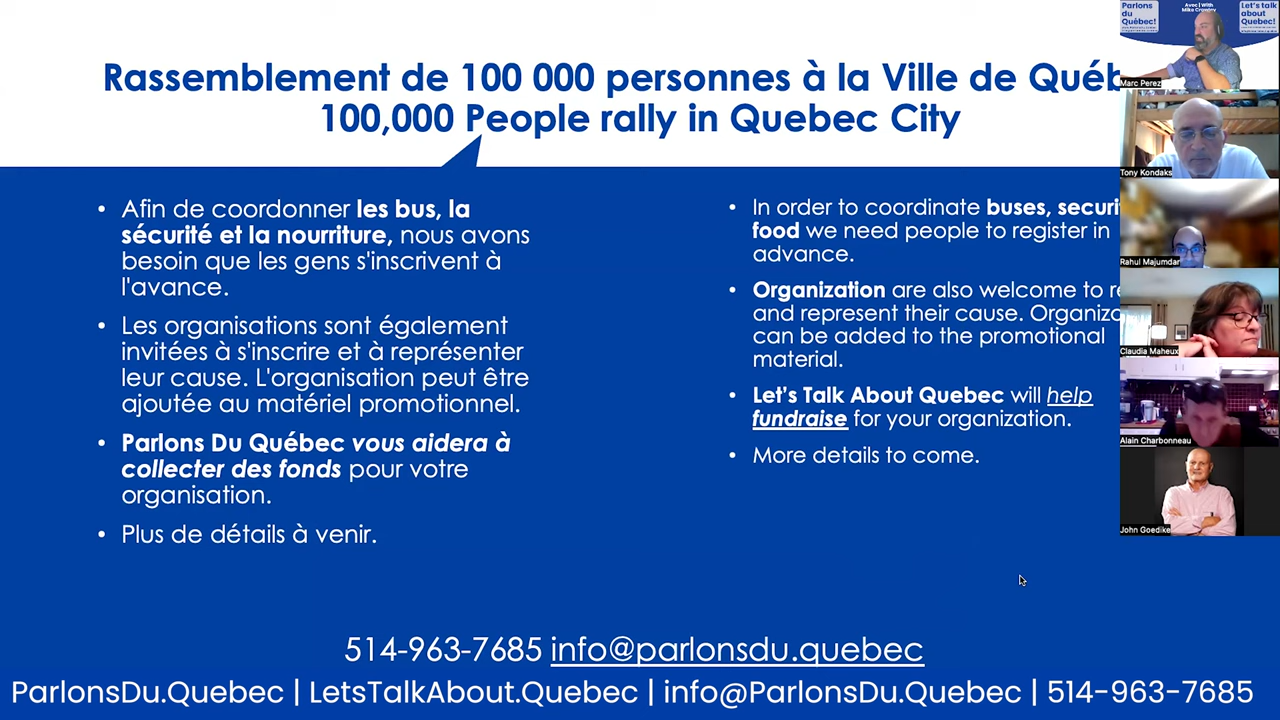 Rassemblement de 100 000 personnes à la Ville de Québ
100,000 People rally in Quebec City
• Afin de coordonner les bus, la
sécurité et la nourriture, nous avons
besoin que les gens s'inscrivent à
l'avance.
• Les organisations sont également
invitées à s'inscrire et à représenter
leur cause. L'organisation peut être
ajoutée au matériel promotionnel.
• Parlons Du Québec vous aidera à
collecter des fonds pour votre
organisation.
• Plus de détails à venir.
• In order to coordinate buses, securi
food we need people to register in
advance.
• Organization are also welcome to re
and represent their cause. Organiza
can be added to the promotional
material.
• Let's Talk About Quebec will help
fundraise for your organization.
• More details to come.
514-963-7685 info@parlonsdu.quebec
ParlonsDu.Quebec | LetsTalkAbout.Quebec | info@ParlonsDu.Quebec | 514-963-7685
Parlons
du
Québec!
Avec | With
Let's talk
about
Quebec!
Marc Perez
Tony Kondaks
Rahul Majumdar
Claudia Maheux
Alain Charbonneau
John Goedike